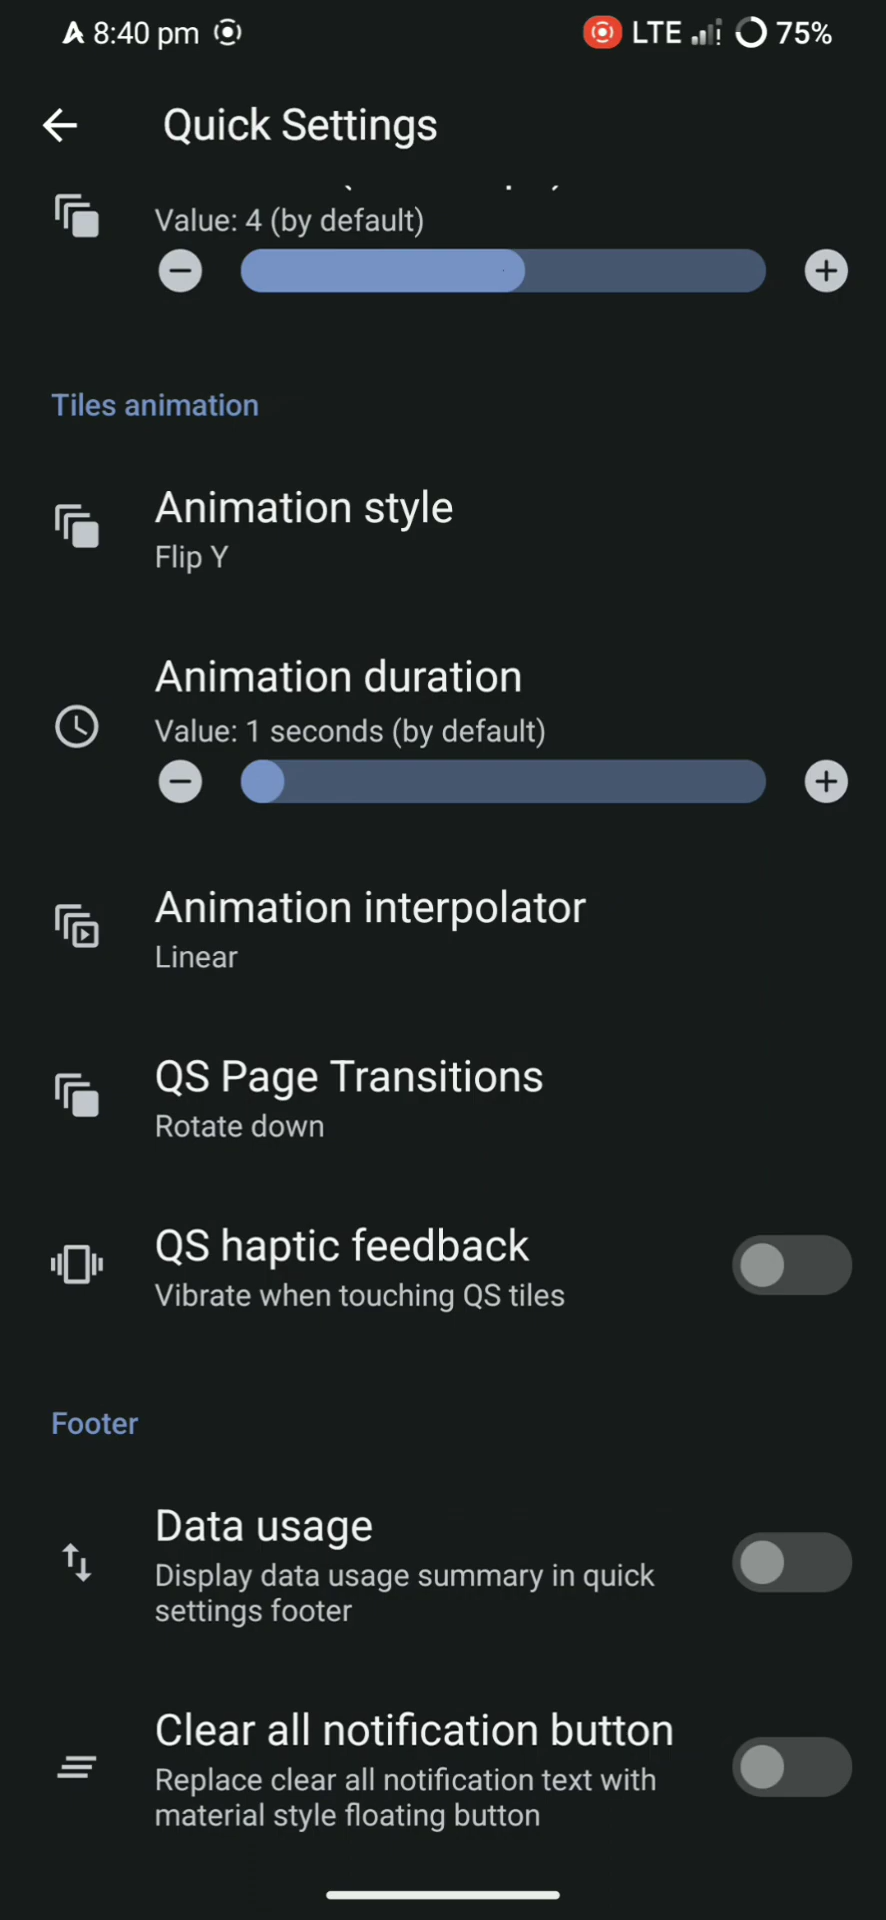 8:40 pm LTE 75%
Quick Settings
Value: 4 (by default)
Tiles animation
Animation style
Flip Y
Animation duration
Value: 1 seconds (by default)
Animation interpolator
Linear
QS Page Transitions
Rotate down
QS haptic feedback
Vibrate when touching QS tiles
Footer
Data usage
Display data usage summary in quick
settings footer
Clear all notification button
Replace clear all notification text with
material style floating button